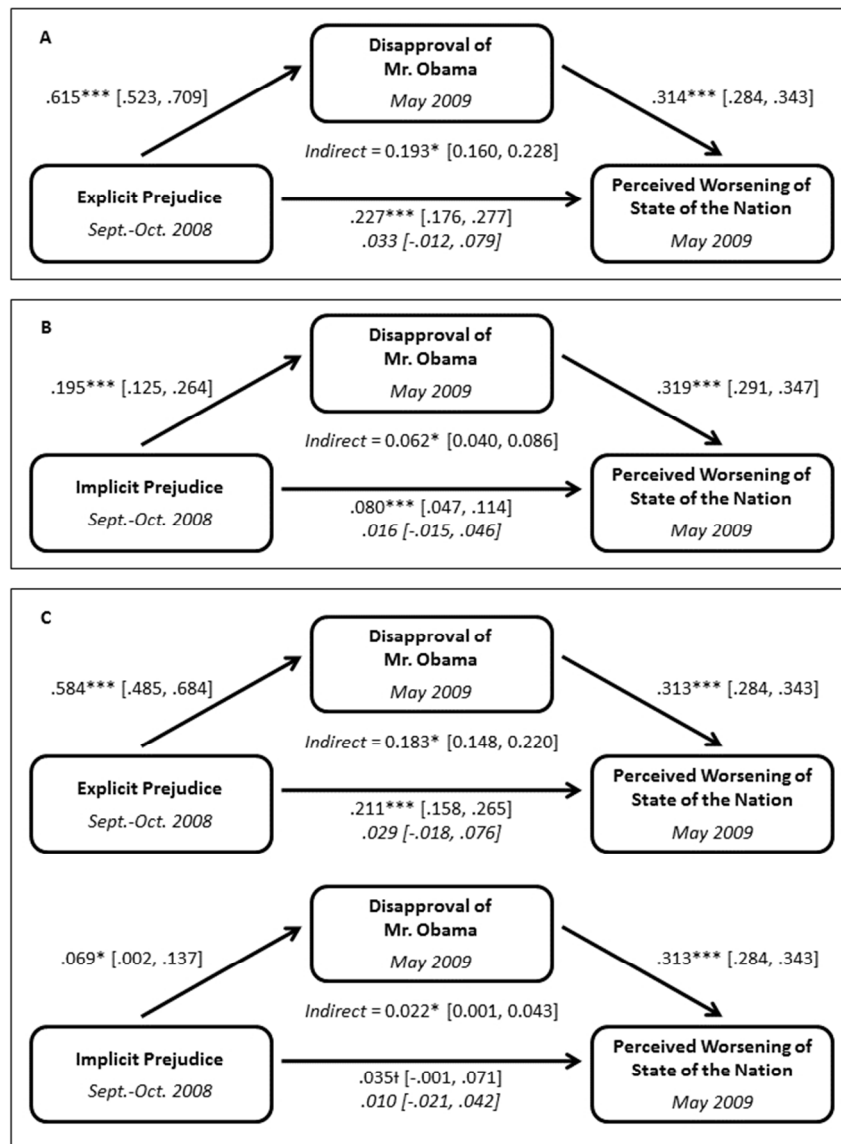 A
Disapproval of
Mr. Obama
May 2009
.615*** [.523, .709]
.314*** [.284, .343]
Indirect = 0.193* [0.160, 0.228]
Explicit Prejudice
Sept.-Oct. 2008
.227*** [.176, .277]
.033 [-.012, .079]
Perceived Worsening of
State of the Nation
May 2009
B
Disapproval of
Mr. Obama
May 2009
.195*** [.125, .264]
.319*** [.291, .347]
Indirect = 0.062* [0.040, 0.086]
Implicit Prejudice
Sept.-Oct. 2008
.080*** [.047, .114]
.016 [-.015, .046]
Perceived Worsening of
State of the Nation
May 2009
C
Disapproval of
Mr. Obama
May 2009
.584*** [.485, .684]
.313*** [.284, .343]
Indirect = 0.183* [0.148, 0.220]
Explicit Prejudice
Sept.-Oct. 2008
.211*** [.158, .265]
.029 [-.018, .076]
Perceived Worsening of
State of the Nation
May 2009
Disapproval of
Mr. Obama
May 2009
.069* [.002, .137]
.313*** [.284, .343]
Indirect = 0.022* [0.001, 0.043]
Implicit Prejudice
Sept.-Oct. 2008
.035ƚ [-.001, .071]
.010 [-.021, .042]
Perceived Worsening of
State of the Nation
May 2009